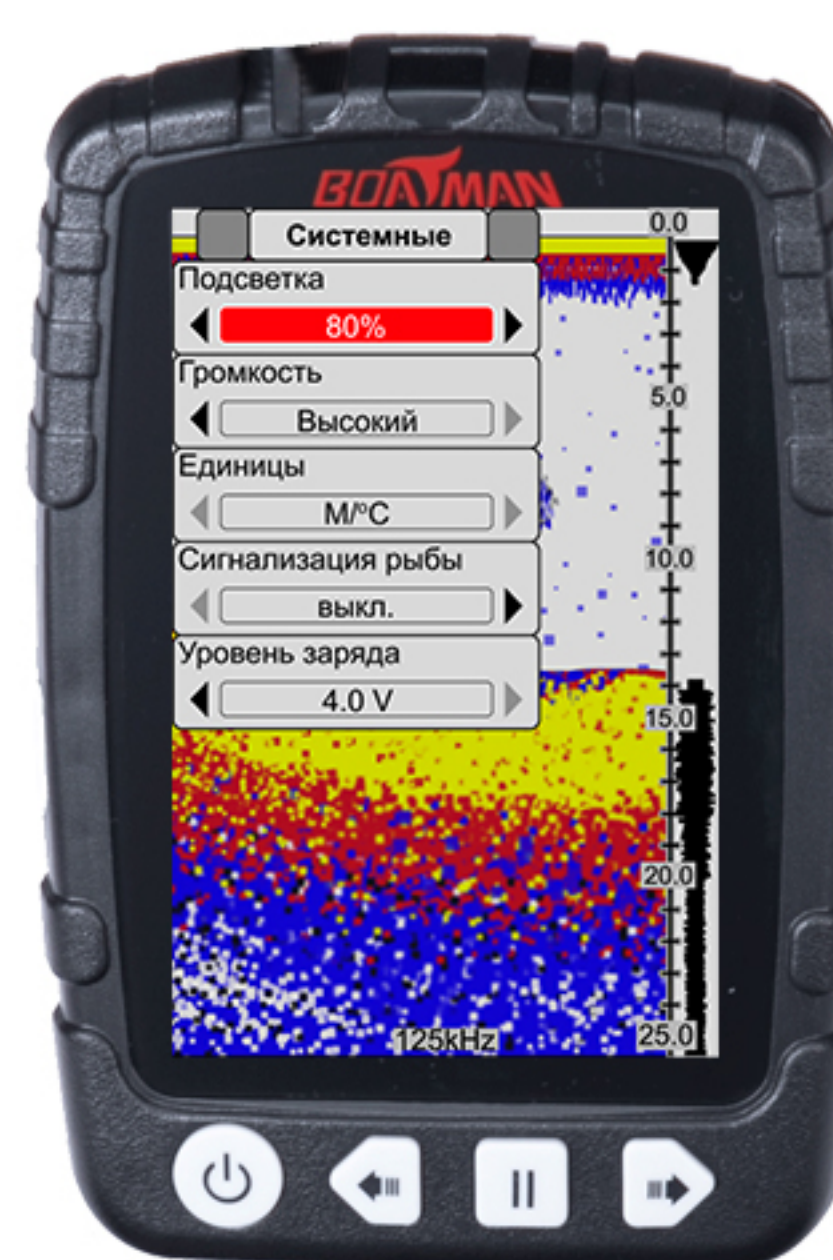 BOATMAN
Системные
0.0
Подсветка
80%
Громкость
Высокий
5.0
Единицы
М/ºС
Сигнализация рыбы
10.0
выкл.
Уровень заряда
4.0 V
15.0
20.0
125kHz
25.0